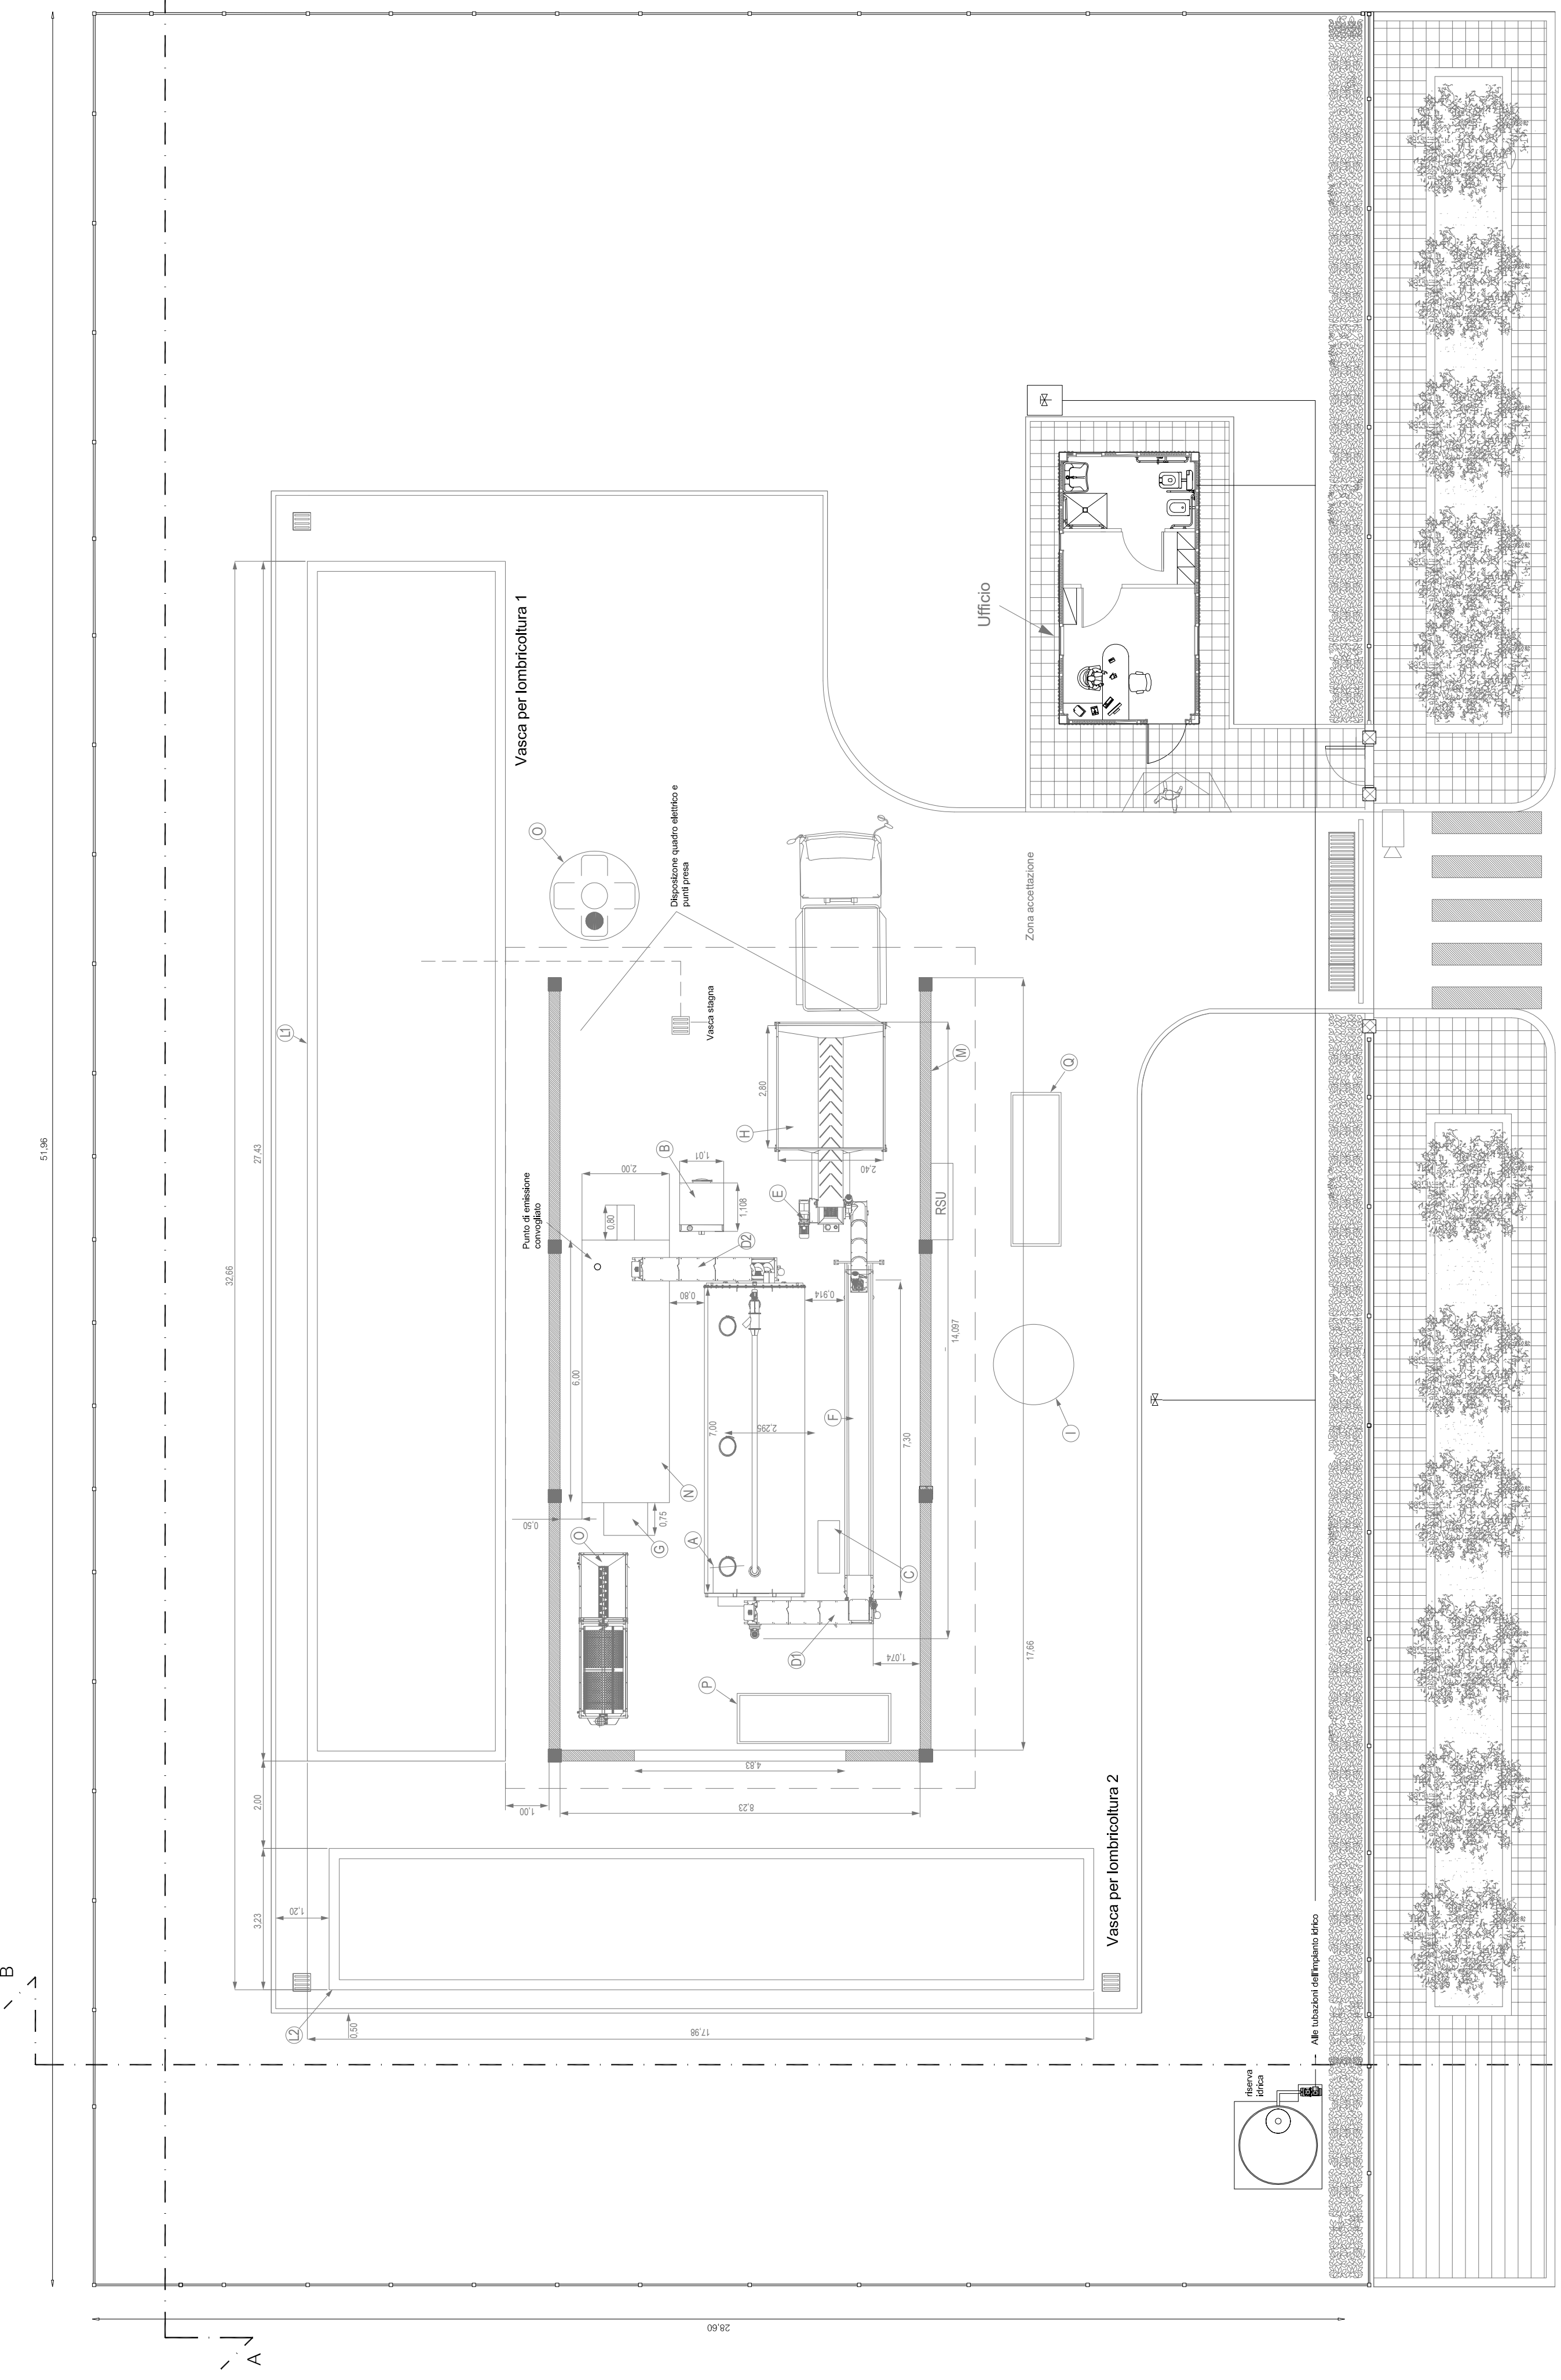 51,96
28,60
B
A
L1
L2
32,66
27,43
2,00
3,23
1,20
0,50
17,98
Vasca per lombricoltura 1
Vasca per lombricoltura 2
O
Disposizone quadro elettrico e
punti presa
Vasca stagna
Punto di emissione
convogliato
Ufficio
Zona accettazione
H
2,80
2,40
B
1,01
1,108
2,00
0,80
E
D2
RSU
M
Q
6,00
0,80
0,914
7,00
2,295
14,097
7,30
F
I
N
0,50
G
0,75
A
O
C
D1
1,074
17,66
P
4,83
8,23
1,00
riserva
idrica
Alle tubazioni dell'impianto idrico